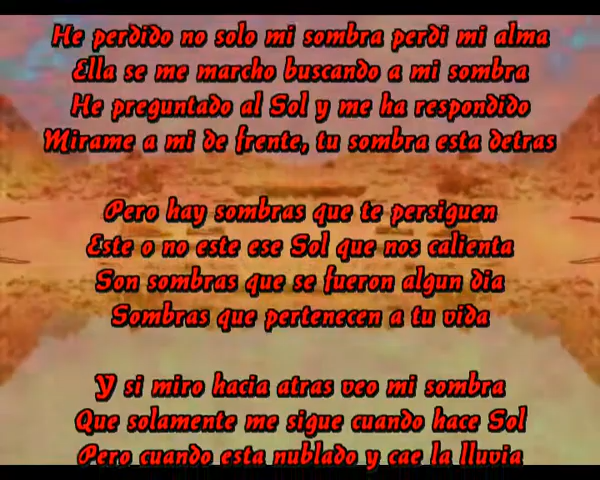 He perdido no solo mi sombra perdi mi alma
Ella se me marcho buscando a mi sombra
He preguntado al Sol y me ha respondido
Mirame a mi de frente, tu sombra esta detras
Pero hay sombras que te persiguen
Este o no este ese Sol que nos calienta
Son sombras que se fueron algun dia
Sombras que pertenecen a tu vida
Y si miro hacia atras veo mi sombra
Que solamente me sigue cuando hace Sol
Pero cuando esta nublado y cae la lluvia